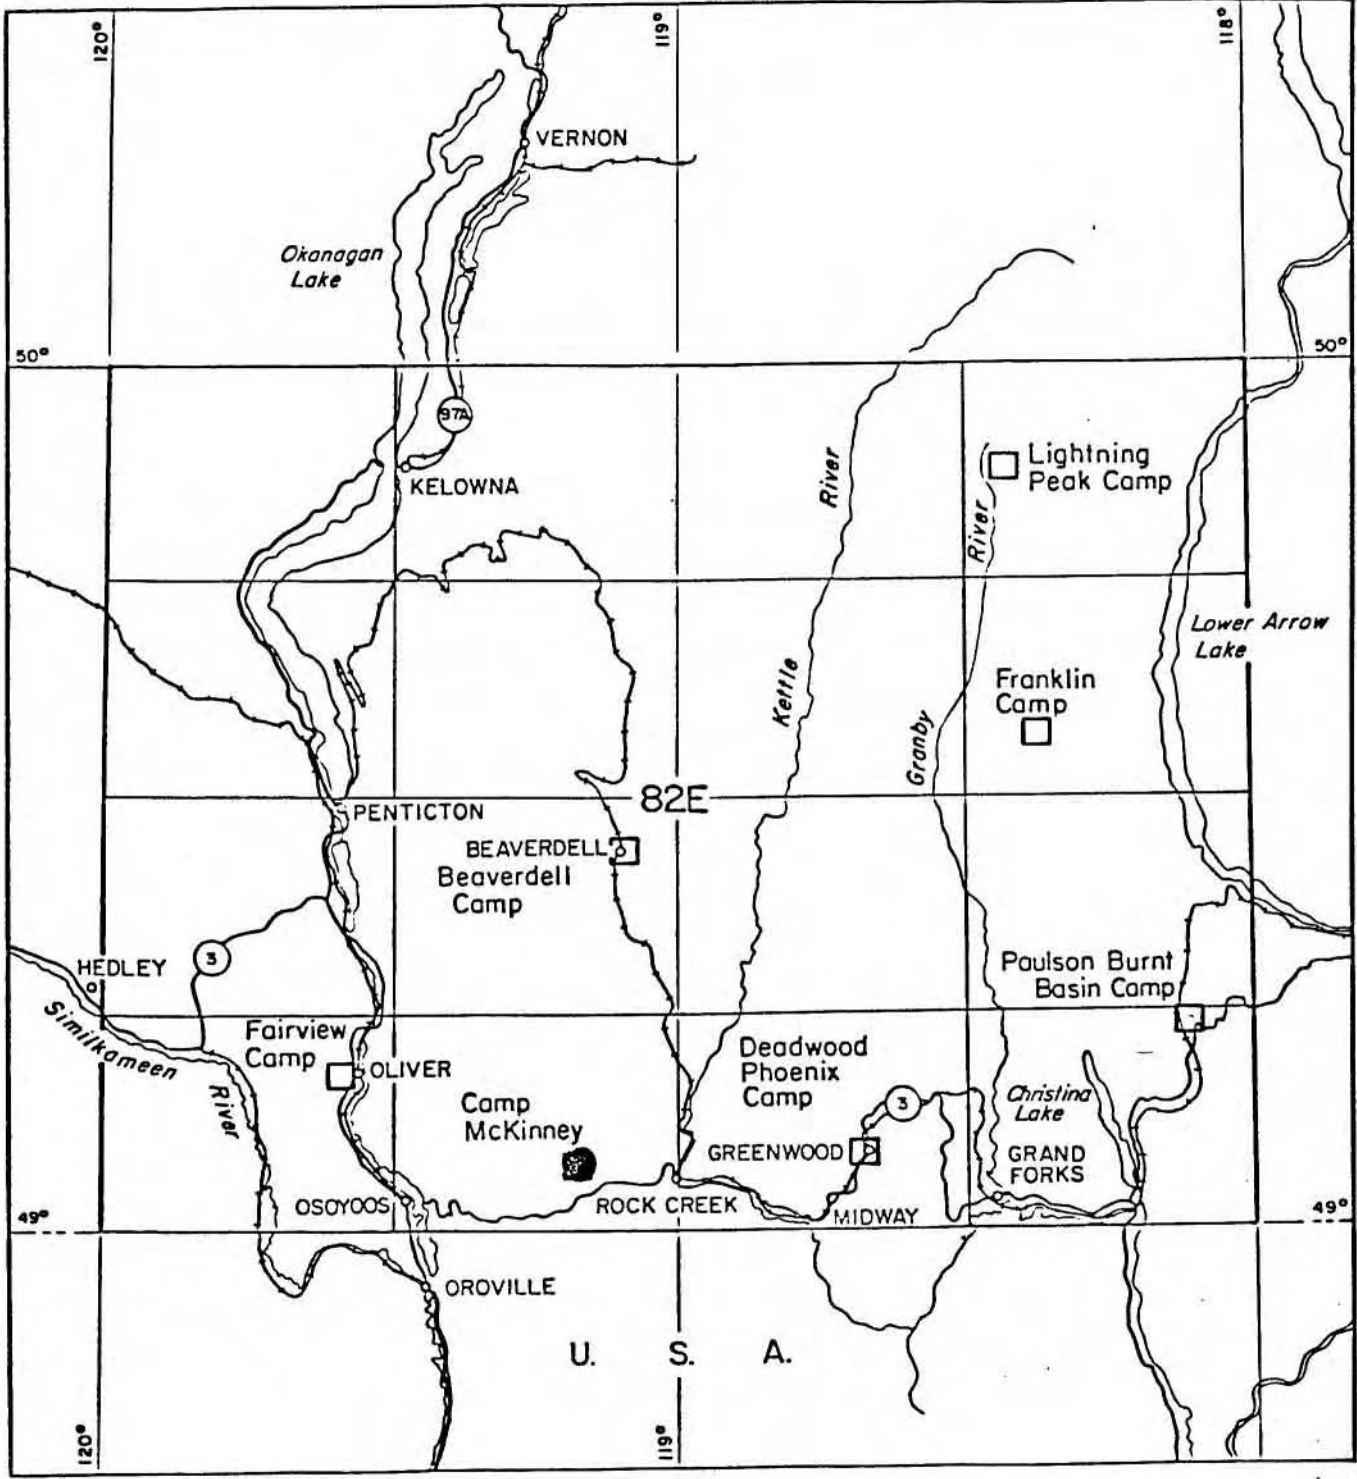 120°
119°
118°
VERNON
Okanagan
Lake
50°
50°
97A
KELOWNA
River
Lightning
Peak Camp
River
Lower Arrow
Lake
Kettle
Franklin
Camp
Granby
82E
PENTICTON
BEAVERDELL
Beaverdell
Camp
3
HEDLEY
Paulson Burnt
Basin Camp
Similkameen
River
Fairview
Camp
OLIVER
Deadwood
Phoenix
Camp
3
Christina
Lake
Camp
McKinney
GREENWOOD
GRAND
FORKS
OSOYOOS
ROCK CREEK
MIDWAY
49°
49°
OROVILLE
U. S. A.
120°
119°